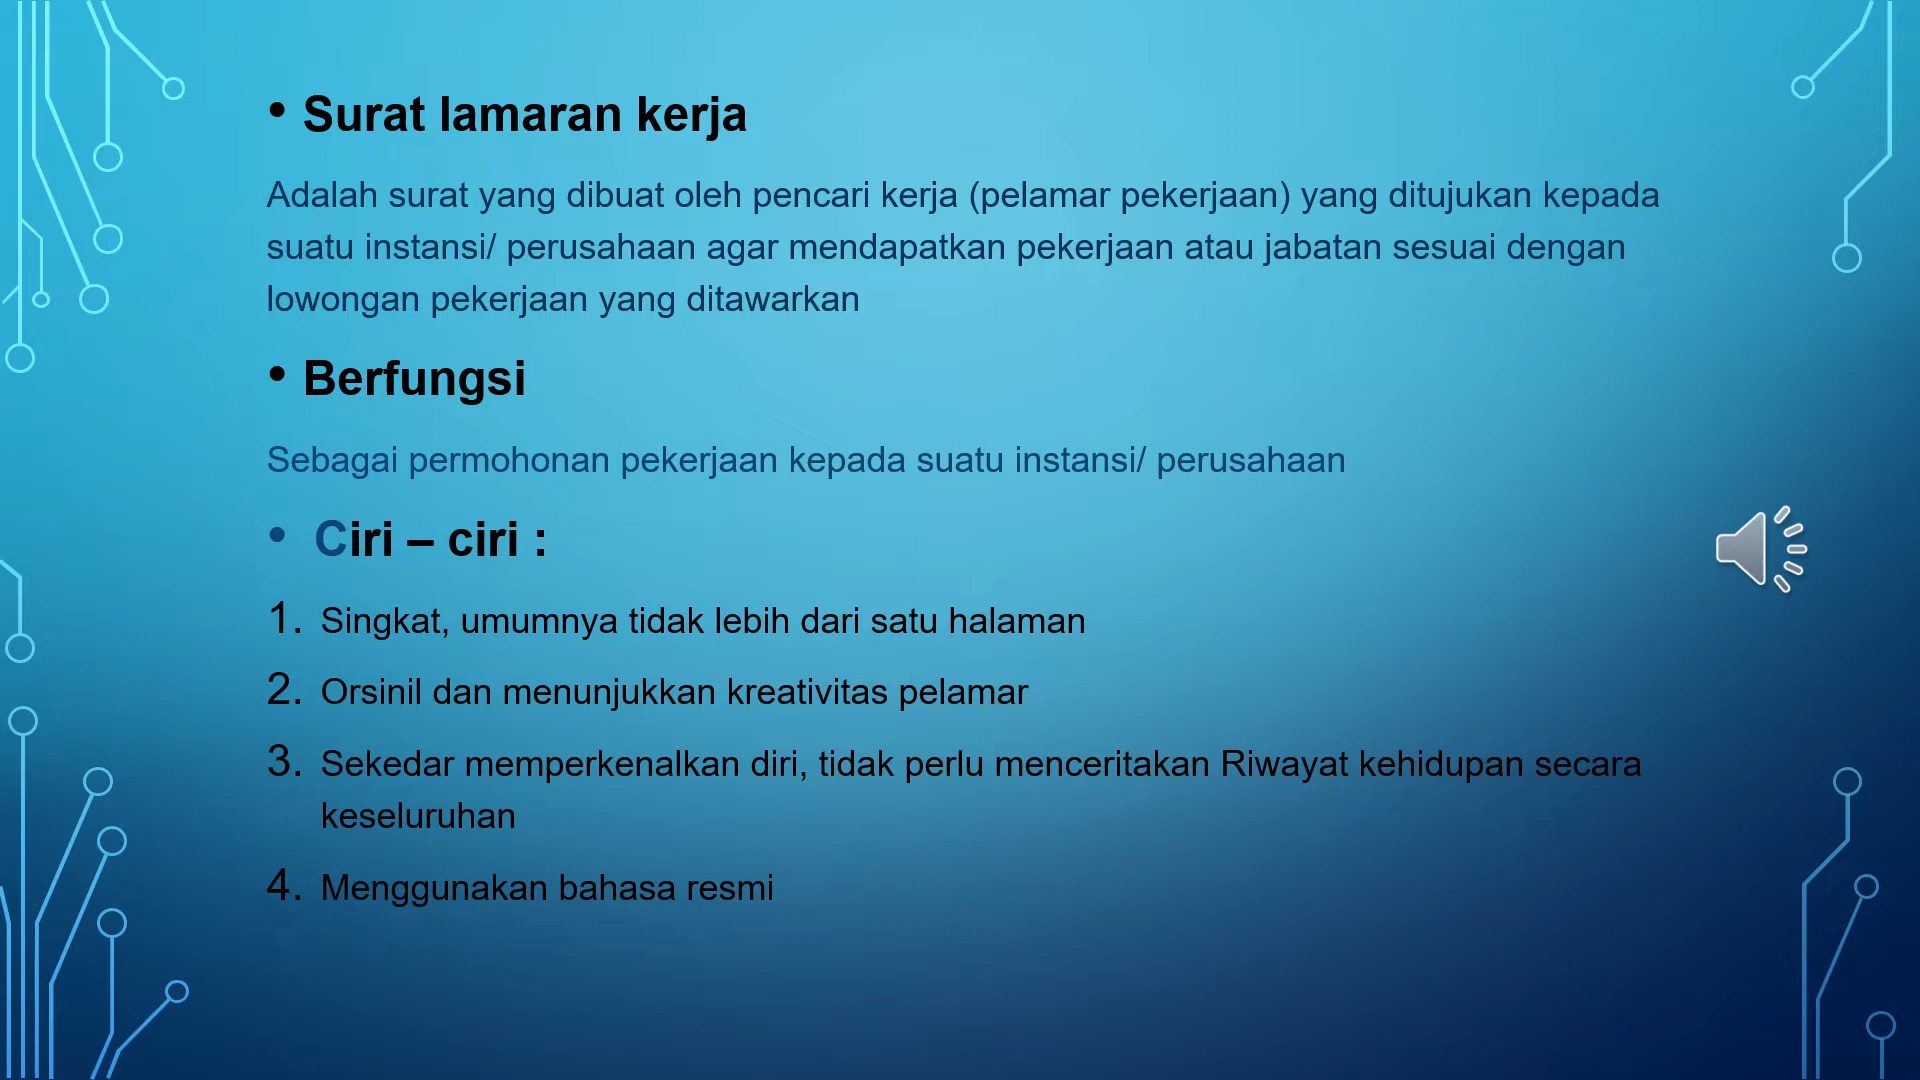 • Surat lamaran kerja
Adalah surat yang dibuat oleh pencari kerja (pelamar pekerjaan) yang ditujukan kepada
suatu instansi/ perusahaan agar mendapatkan pekerjaan atau jabatan sesuai dengan
lowongan pekerjaan yang ditawarkan
• Berfungsi
Sebagai permohonan pekerjaan kepada suatu instansi/ perusahaan
• Ciri – ciri :
1. Singkat, umumnya tidak lebih dari satu halaman
2. Orsinil dan menunjukkan kreativitas pelamar
3. Sekedar memperkenalkan diri, tidak perlu menceritakan Riwayat kehidupan secara
keseluruhan
4. Menggunakan bahasa resmi